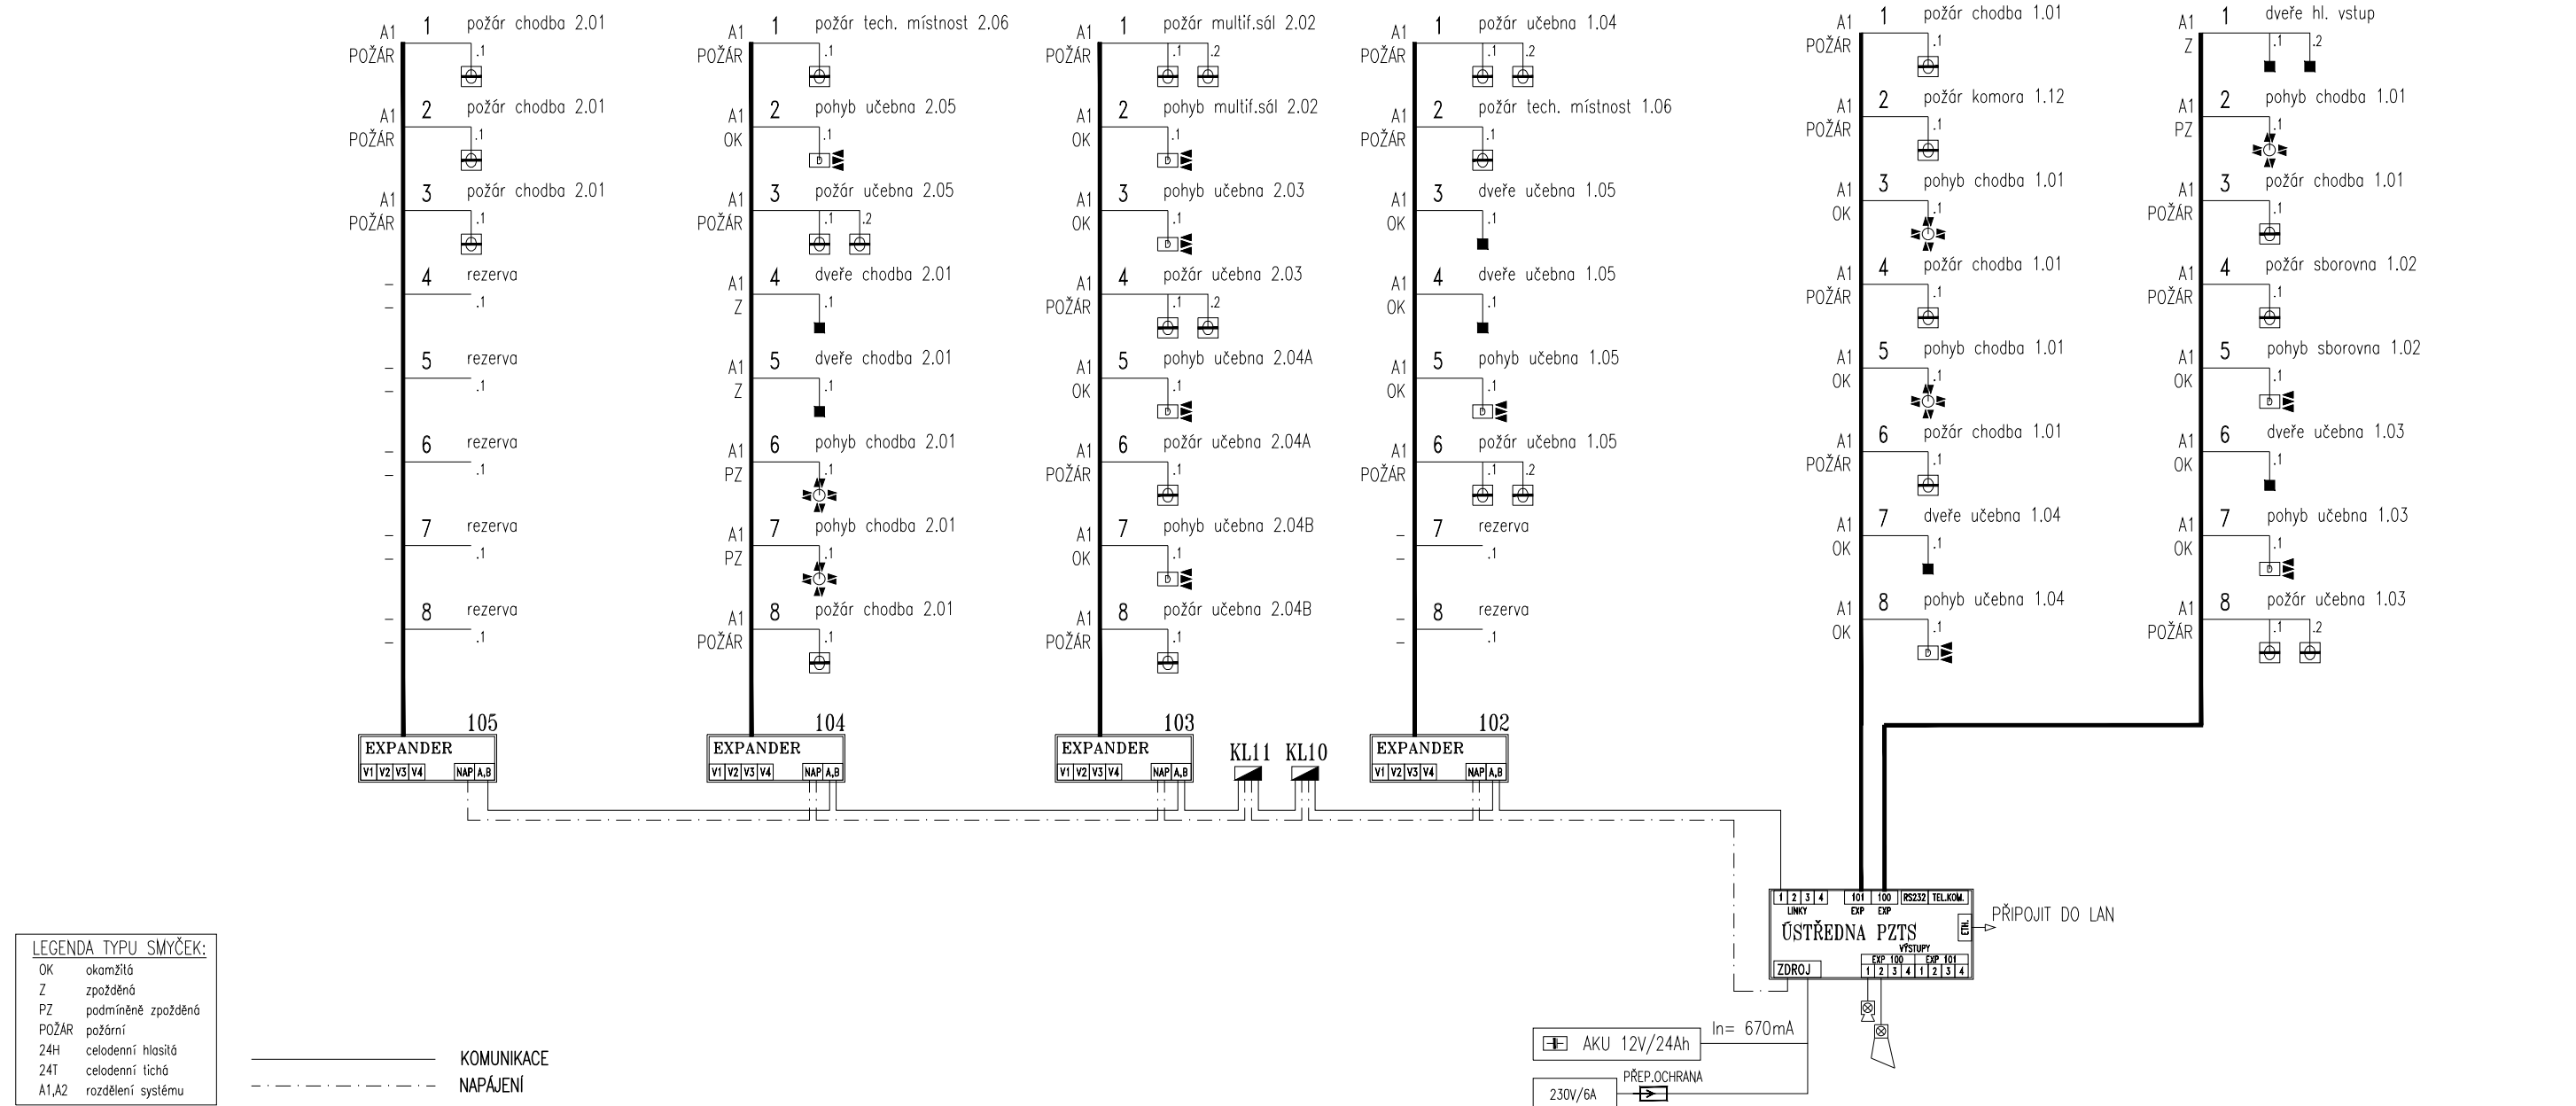 1 požár chodba 2.01
A1
POŽÁR .1
2 požár chodba 2.01
A1
POŽÁR .1
3 požár chodba 2.01
A1
POŽÁR .1
4 rezerva
–
– .1
5 rezerva
–
– .1
6 rezerva
–
– .1
7 rezerva
–
– .1
8 rezerva
–
– .1
105
EXPANDER
V1 V2 V3 V4 NAP A,B
1 požár tech. místnost 2.06
A1
POŽÁR .1
2 pohyb učebna 2.05
A1
OK .1
D
3 požár učebna 2.05
A1
POŽÁR .1 .2
4 dveře chodba 2.01
A1
Z .1
5 dveře chodba 2.01
A1
Z .1
6 pohyb chodba 2.01
A1
PZ .1
7 pohyb chodba 2.01
A1
PZ .1
8 požár chodba 2.01
A1
POŽÁR .1
104
EXPANDER
V1 V2 V3 V4 NAP A,B
1 požár multif.sál 2.02
A1
POŽÁR .1 .2
2 pohyb multif.sál 2.02
A1
OK .1
D
3 pohyb učebna 2.03
A1
OK .1
D
4 požár učebna 2.03
A1
POŽÁR .1 .2
5 pohyb učebna 2.04A
A1
OK .1
D
6 požár učebna 2.04A
A1
POŽÁR .1
7 pohyb učebna 2.04B
A1
OK .1
D
8 požár učebna 2.04B
A1
POŽÁR .1
103
EXPANDER
V1 V2 V3 V4 NAP A,B
KL11 KL10
1 požár učebna 1.04
A1
POŽÁR .1 .2
2 požár tech. místnost 1.06
A1
POŽÁR .1
3 dveře učebna 1.05
A1
OK .1
4 dveře učebna 1.05
A1
OK .1
5 pohyb učebna 1.05
A1
OK .1
D
6 požár učebna 1.05
A1
POŽÁR .1 .2
7 rezerva
–
– .1
8 rezerva
–
– .1
102
EXPANDER
V1 V2 V3 V4 NAP A,B
1 požár chodba 1.01
A1
POŽÁR .1
2 požár komora 1.12
A1
POŽÁR .1
3 pohyb chodba 1.01
A1
OK .1
4 požár chodba 1.01
A1
POŽÁR .1
5 pohyb chodba 1.01
A1
OK .1
6 požár chodba 1.01
A1
POŽÁR .1
7 dveře učebna 1.04
A1
OK .1
8 pohyb učebna 1.04
A1
OK .1
D
1 dveře hl. vstup
A1
Z .1 .2
2 pohyb chodba 1.01
A1
PZ .1
3 požár chodba 1.01
A1
POŽÁR .1
4 požár sborovna 1.02
A1
POŽÁR .1
5 pohyb sborovna 1.02
A1
OK .1
D
6 dveře učebna 1.03
A1
OK .1
7 pohyb učebna 1.03
A1
OK .1
D
8 požár učebna 1.03
A1
POŽÁR .1 .2
1 2 3 4 101 100 RS232 TEL.KOM.
LINKY EXP EXP
ETH.
PŘIPOJIT DO LAN
ÚSTŘEDNA PZTS
VÝSTUPY
EXP 100 EXP 101
ZDROJ 1 2 3 4 1 2 3 4
In= 670mA
AKU 12V/24Ah
PŘEP.OCHRANA
230V/6A
LEGENDA TYPU SMYČEK:
OK okamžitá
Z zpožděná
PZ podmíněně zpožděná
POŽÁR požární
24H celodenní hlasitá
24T celodenní tichá
A1,A2 rozdělení systému
KOMUNIKACE
NAPÁJENÍ